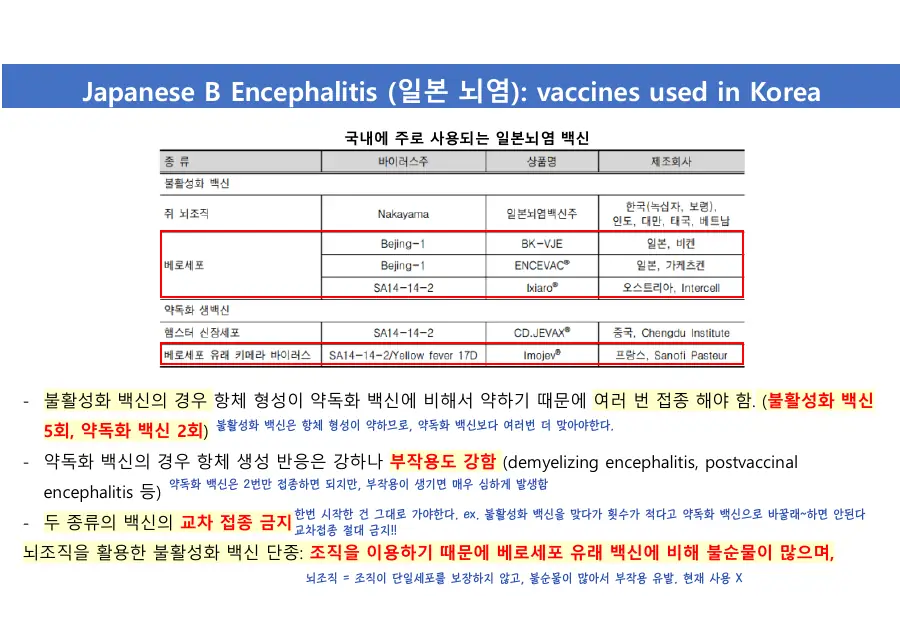 Japanese B Encephalitis (일본 뇌염): vaccines used in Korea
국내에 주로 사용되는 일본뇌염 백신
종 류 바이러스주 상품명 제조회사
불활성화 백신
쥐 뇌조직 Nakayama 일본뇌염백신주 한국(녹십자, 보령),
인도, 대만, 태국, 베트남
베로세포
Bejing-1 BK-VJE 일본, 비켄
Bejing-1 ENCEVAC® 일본, 가케츠켄
SA14-14-2 Ixiaro® 오스트리아, Intercell
약독화 생백신
햄스터 신장세포 SA14-14-2 CD.JEVAX® 중국, Chengdu Institute
베로세포 유래 키메라 바이러스 SA14-14-2/Yellow fever 17D Imojev® 프랑스, Sanofi Pasteur
- 불활성화 백신의 경우 항체 형성이 약독화 백신에 비해서 약하기 때문에 여러 번 접종 해야 함. (불활성화 백신
5회, 약독화 백신 2회) 불활성화 백신은 항체 형성이 약하므로, 약독화 백신보다 여러번 더 맞아야한다.
- 약독화 백신의 경우 항체 생성 반응은 강하나 부작용도 강함 (demyelizing encephalitis, postvaccinal
encephalitis 등) 약독화 백신은 2번만 접종하면 되지만, 부작용이 생기면 매우 심하게 발생함
- 두 종류의 백신의 교차 접종 금지 한번 시작한 건 그대로 가야한다. ex. 불활성화 백신을 맞다가 횟수가 적다고 약독화 백신으로 바꿀래~하면 안된다
교차접종 절대 금지!!
뇌조직을 활용한 불활성화 백신 단종: 조직을 이용하기 때문에 베로세포 유래 백신에 비해 불순물이 많으며,
뇌조직 = 조직이 단일세포를 보장하지 않고, 불순물이 많아서 부작용 유발. 현재 사용 X